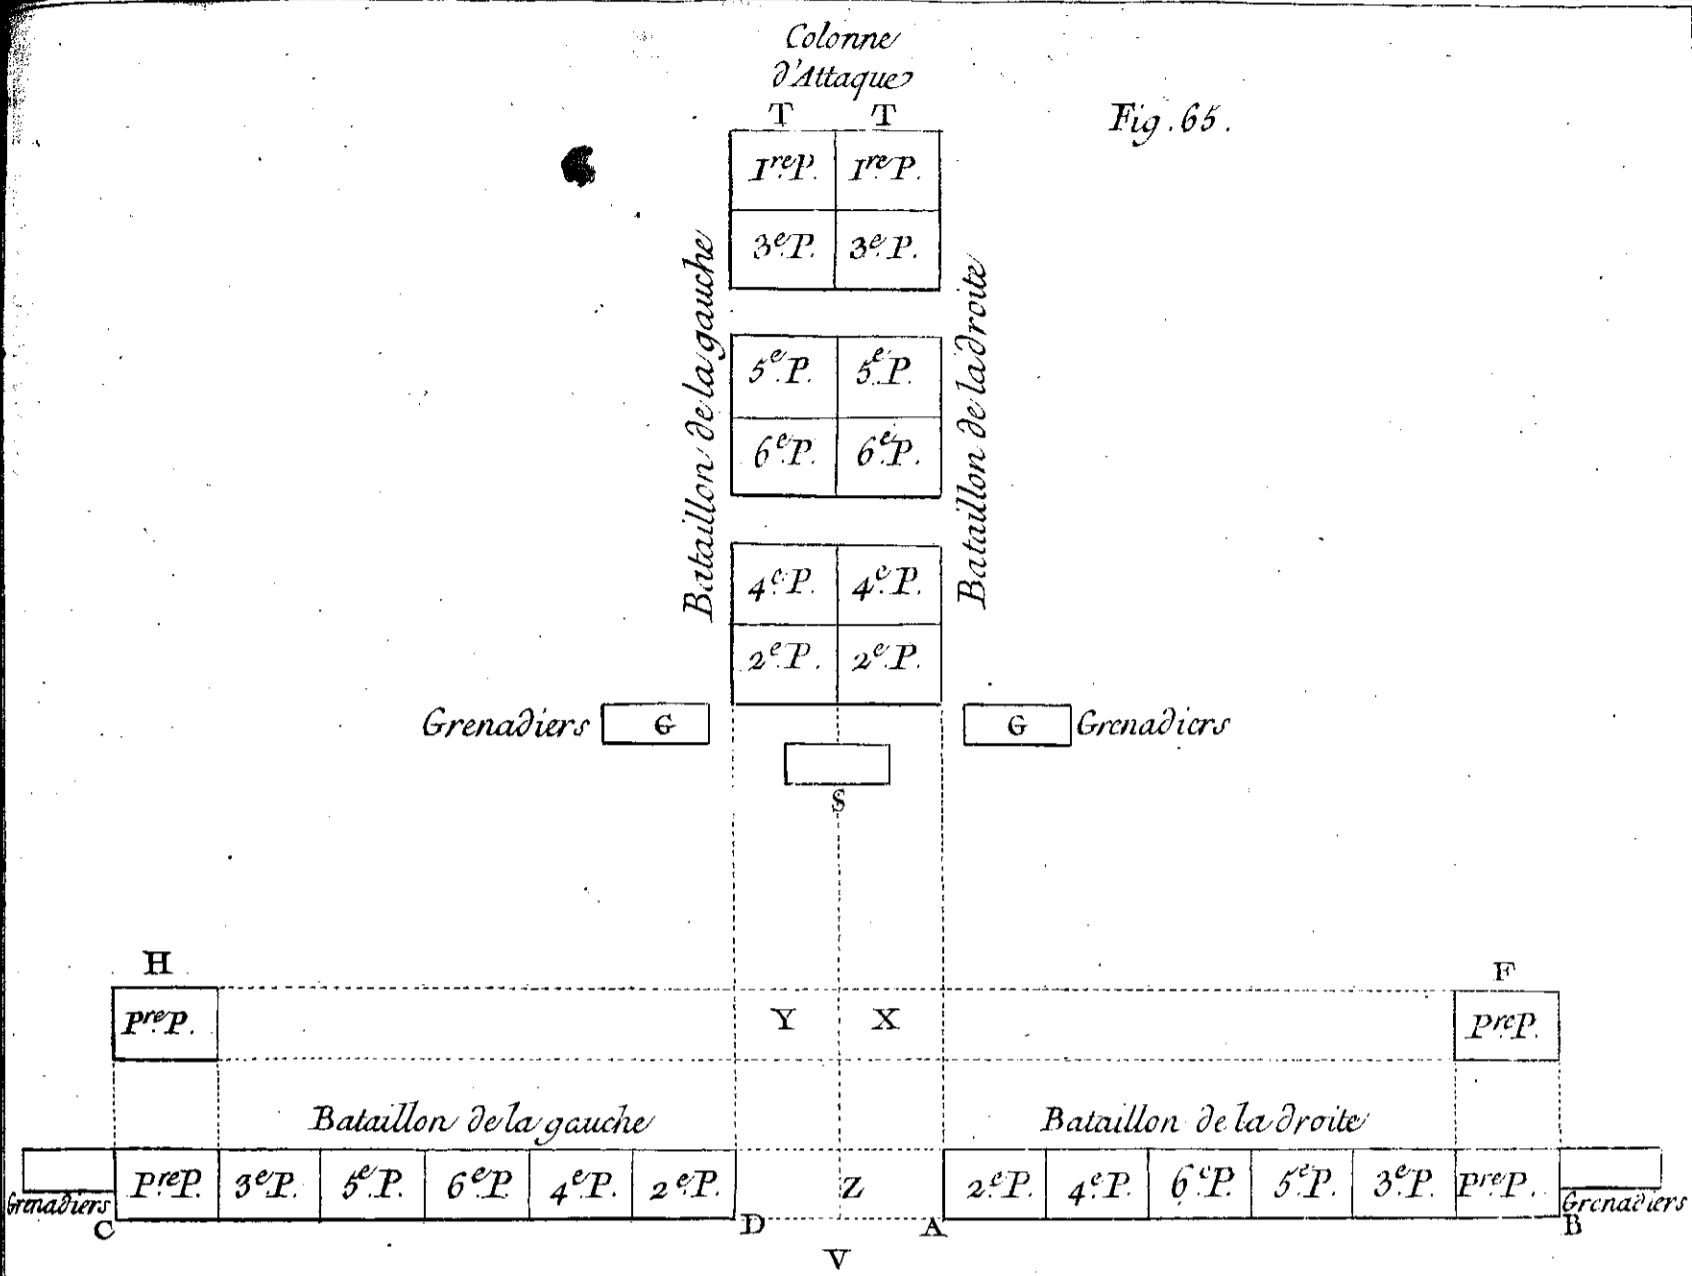 Colonne
d'Attaque
Fig. 65.
T T
1re P. 1re P.
3e P. 3e P.
Bataillon de la gauche
Bataillon de la droite
5e P. 5e P.
6e P. 6e P.
4e P. 4e P.
2e P. 2e P.
Grenadiers G G Grenadiers
S
H F
Pre P. Y X Pre P.
Bataillon de la gauche Bataillon de la droite
Pre P. 3e P. 5e P. 6e P. 4e P. 2e P. Z 2e P. 4e P. 6e P. 5e P. 3e P. Pre P.
Grenadiers Grenadiers
C D A B
V